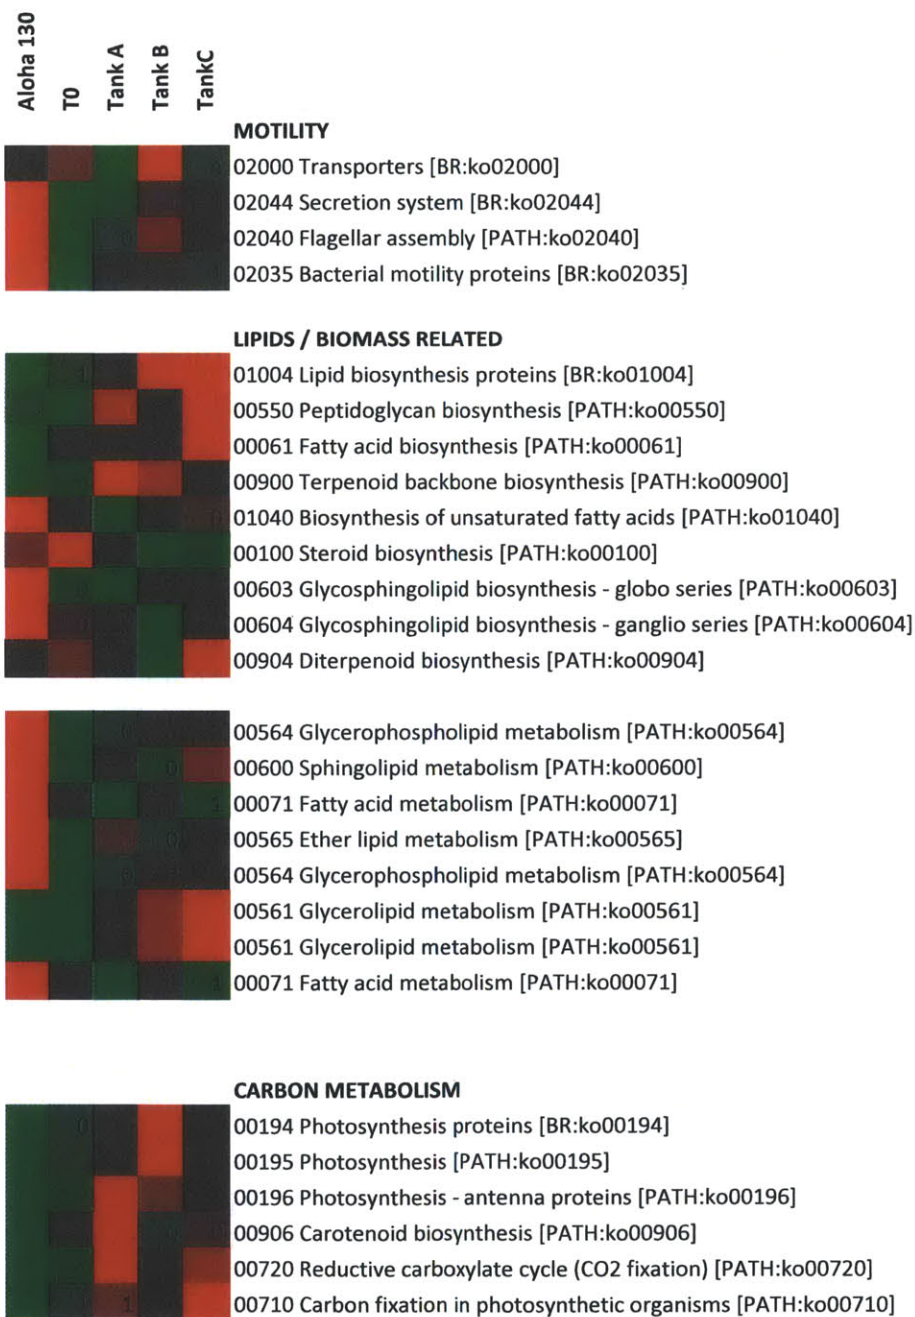 Aloha 130
T0
Tank A
Tank B
TankC
MOTILITY
02000 Transporters [BR:ko02000]
02044 Secretion system [BR:ko02044]
02040 Flagellar assembly [PATH:ko02040]
02035 Bacterial motility proteins [BR:ko02035]
LIPIDS / BIOMASS RELATED
01004 Lipid biosynthesis proteins [BR:ko01004]
00550 Peptidoglycan biosynthesis [PATH:ko00550]
00061 Fatty acid biosynthesis [PATH:ko00061]
00900 Terpenoid backbone biosynthesis [PATH:ko00900]
01040 Biosynthesis of unsaturated fatty acids [PATH:ko01040]
00100 Steroid biosynthesis [PATH:ko00100]
00603 Glycosphingolipid biosynthesis - globo series [PATH:ko00603]
00604 Glycosphingolipid biosynthesis - ganglio series [PATH:ko00604]
00904 Diterpenoid biosynthesis [PATH:ko00904]
00564 Glycerophospholipid metabolism [PATH:ko00564]
00600 Sphingolipid metabolism [PATH:ko00600]
00071 Fatty acid metabolism [PATH:ko00071]
00565 Ether lipid metabolism [PATH:ko00565]
00564 Glycerophospholipid metabolism [PATH:ko00564]
00561 Glycerolipid metabolism [PATH:ko00561]
00561 Glycerolipid metabolism [PATH:ko00561]
00071 Fatty acid metabolism [PATH:ko00071]
CARBON METABOLISM
00194 Photosynthesis proteins [BR:ko00194]
00195 Photosynthesis [PATH:ko00195]
00196 Photosynthesis - antenna proteins [PATH:ko00196]
00906 Carotenoid biosynthesis [PATH:ko00906]
00720 Reductive carboxylate cycle (CO2 fixation) [PATH:ko00720]
00710 Carbon fixation in photosynthetic organisms [PATH:ko00710]